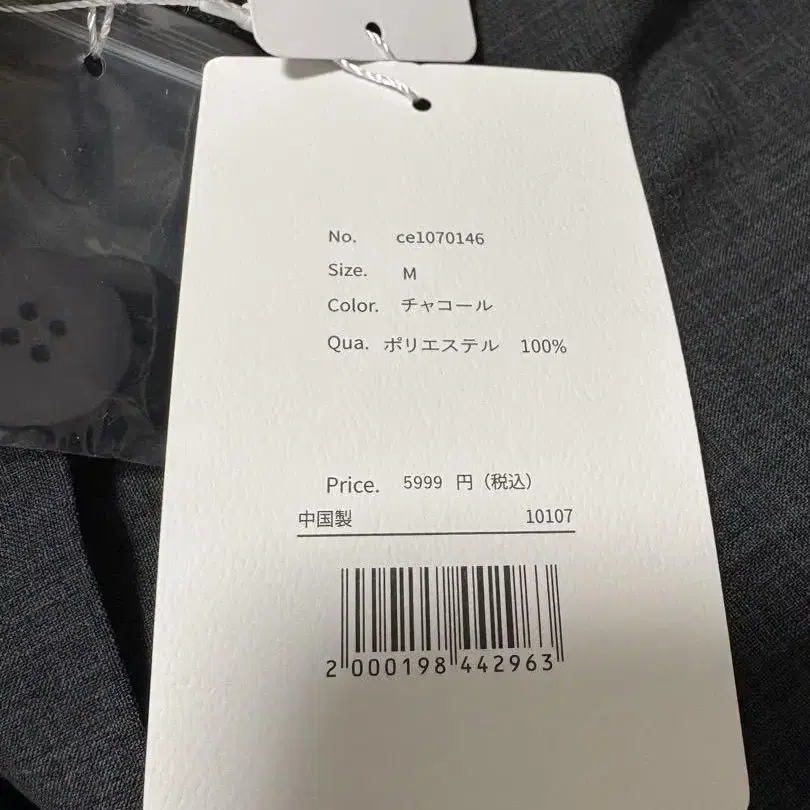 No. ce1070146
Size. M
Color. チャコール
Qua. ポリエステル 100%
Price. 5999 円（税込）
中国製 10107
2 000198 442963